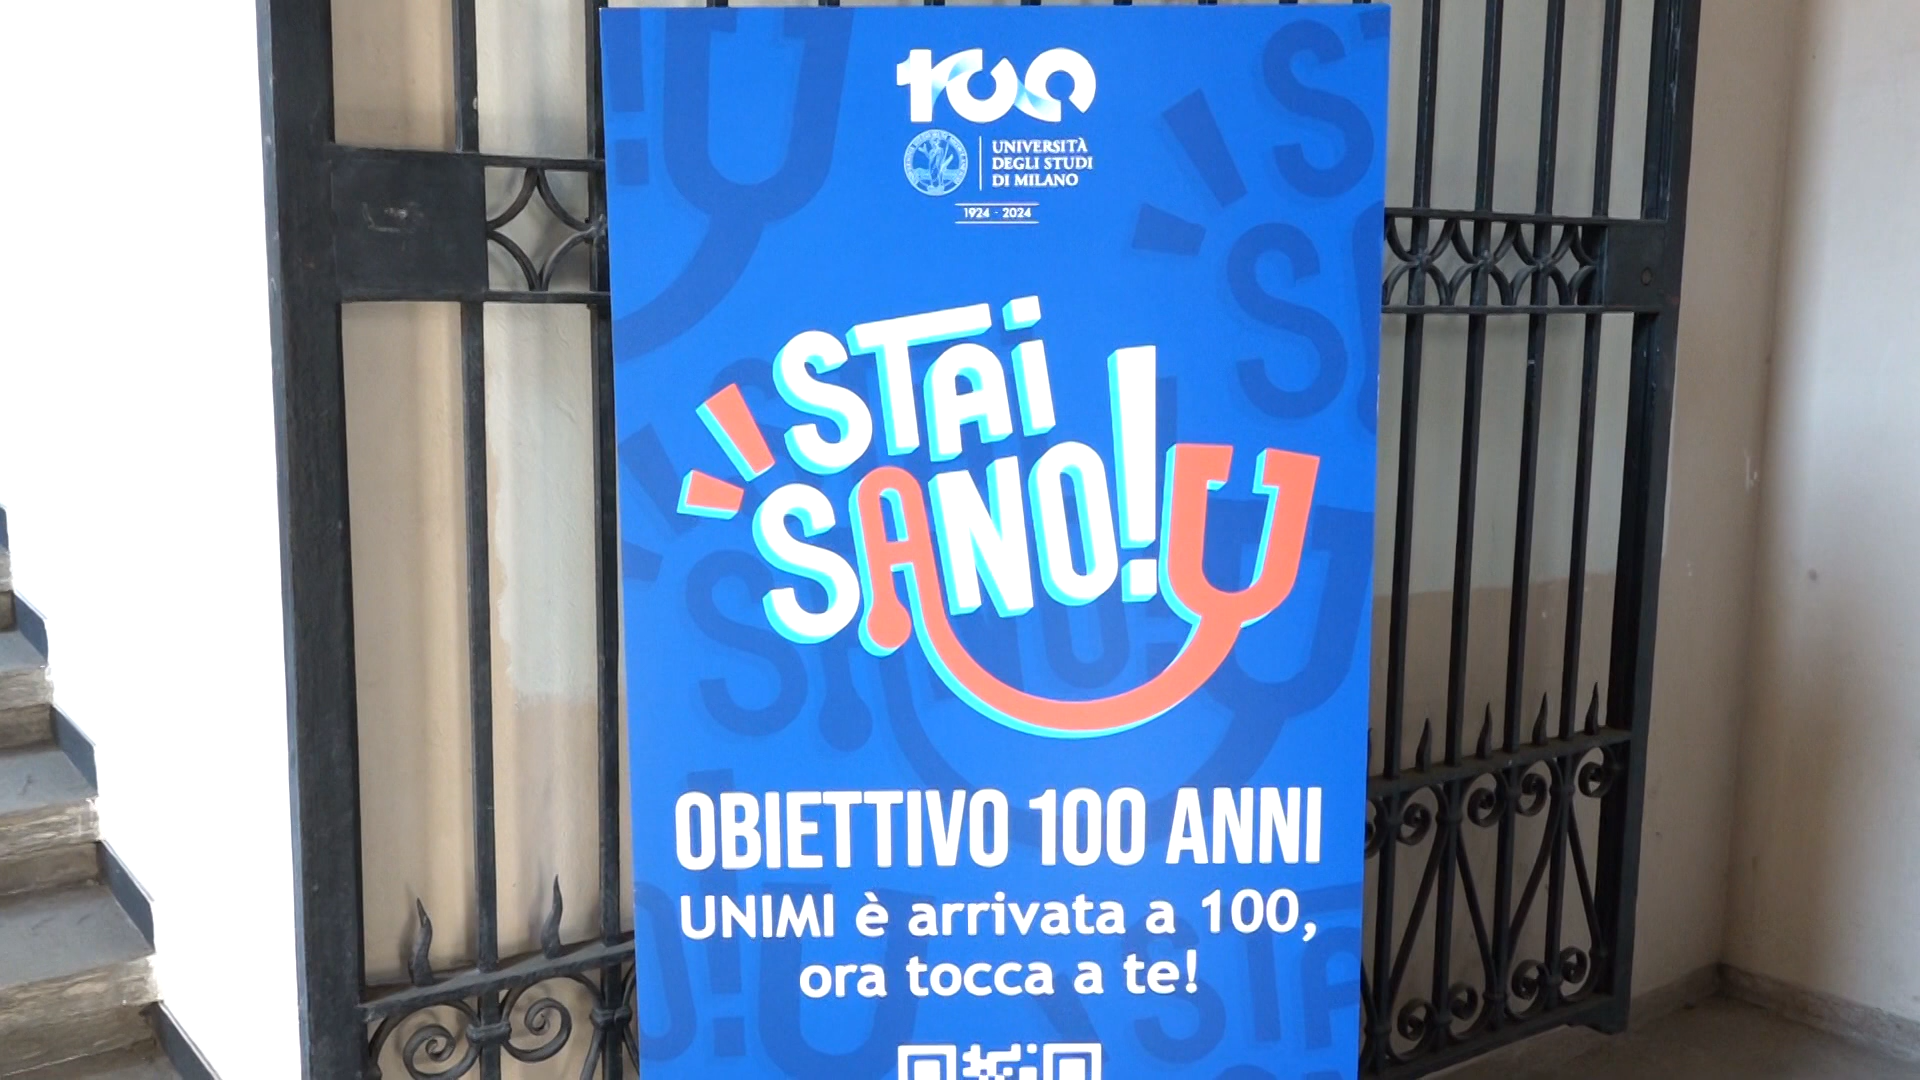 100
UNIVERSITÀ
DEGLI STUDI
DI MILANO
1924 - 2024
STAI
SANO!
U
OBIETTIVO 100 ANNI
UNIMI è arrivata a 100,
ora tocca a te!